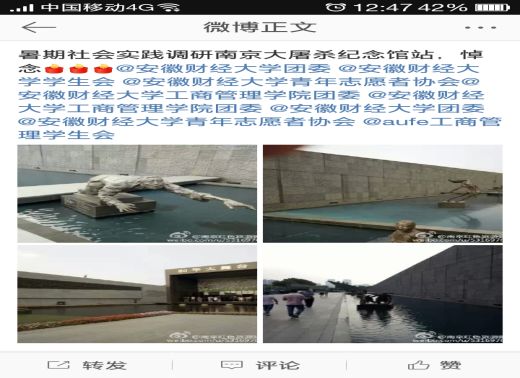 中国移动4G 12:47 42%
微博正文
暑期社会实践调研南京大屠杀纪念馆站，悼
念@安徽财经大学团委 @安徽财经大
学学生会 @安徽财经大学青年志愿者协会@
安徽财经大学工商管理学院团委 @安徽财经
大学工商管理学院团委 @安徽财经大学团委
@安徽财经大学青年志愿者协会 @aufe工商管
理学生会
转发 评论 赞